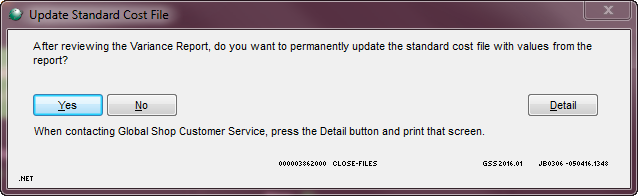 Update Standard Cost File
After reviewing the Variance Report, do you want to permanently update the standard cost file with values from the
report?
Yes No Detail
When contacting Global Shop Customer Service, press the Detail button and print that screen.
000003862000 CLOSE-FILES GSS2016.01 JB0306 -050416.1348
.NET